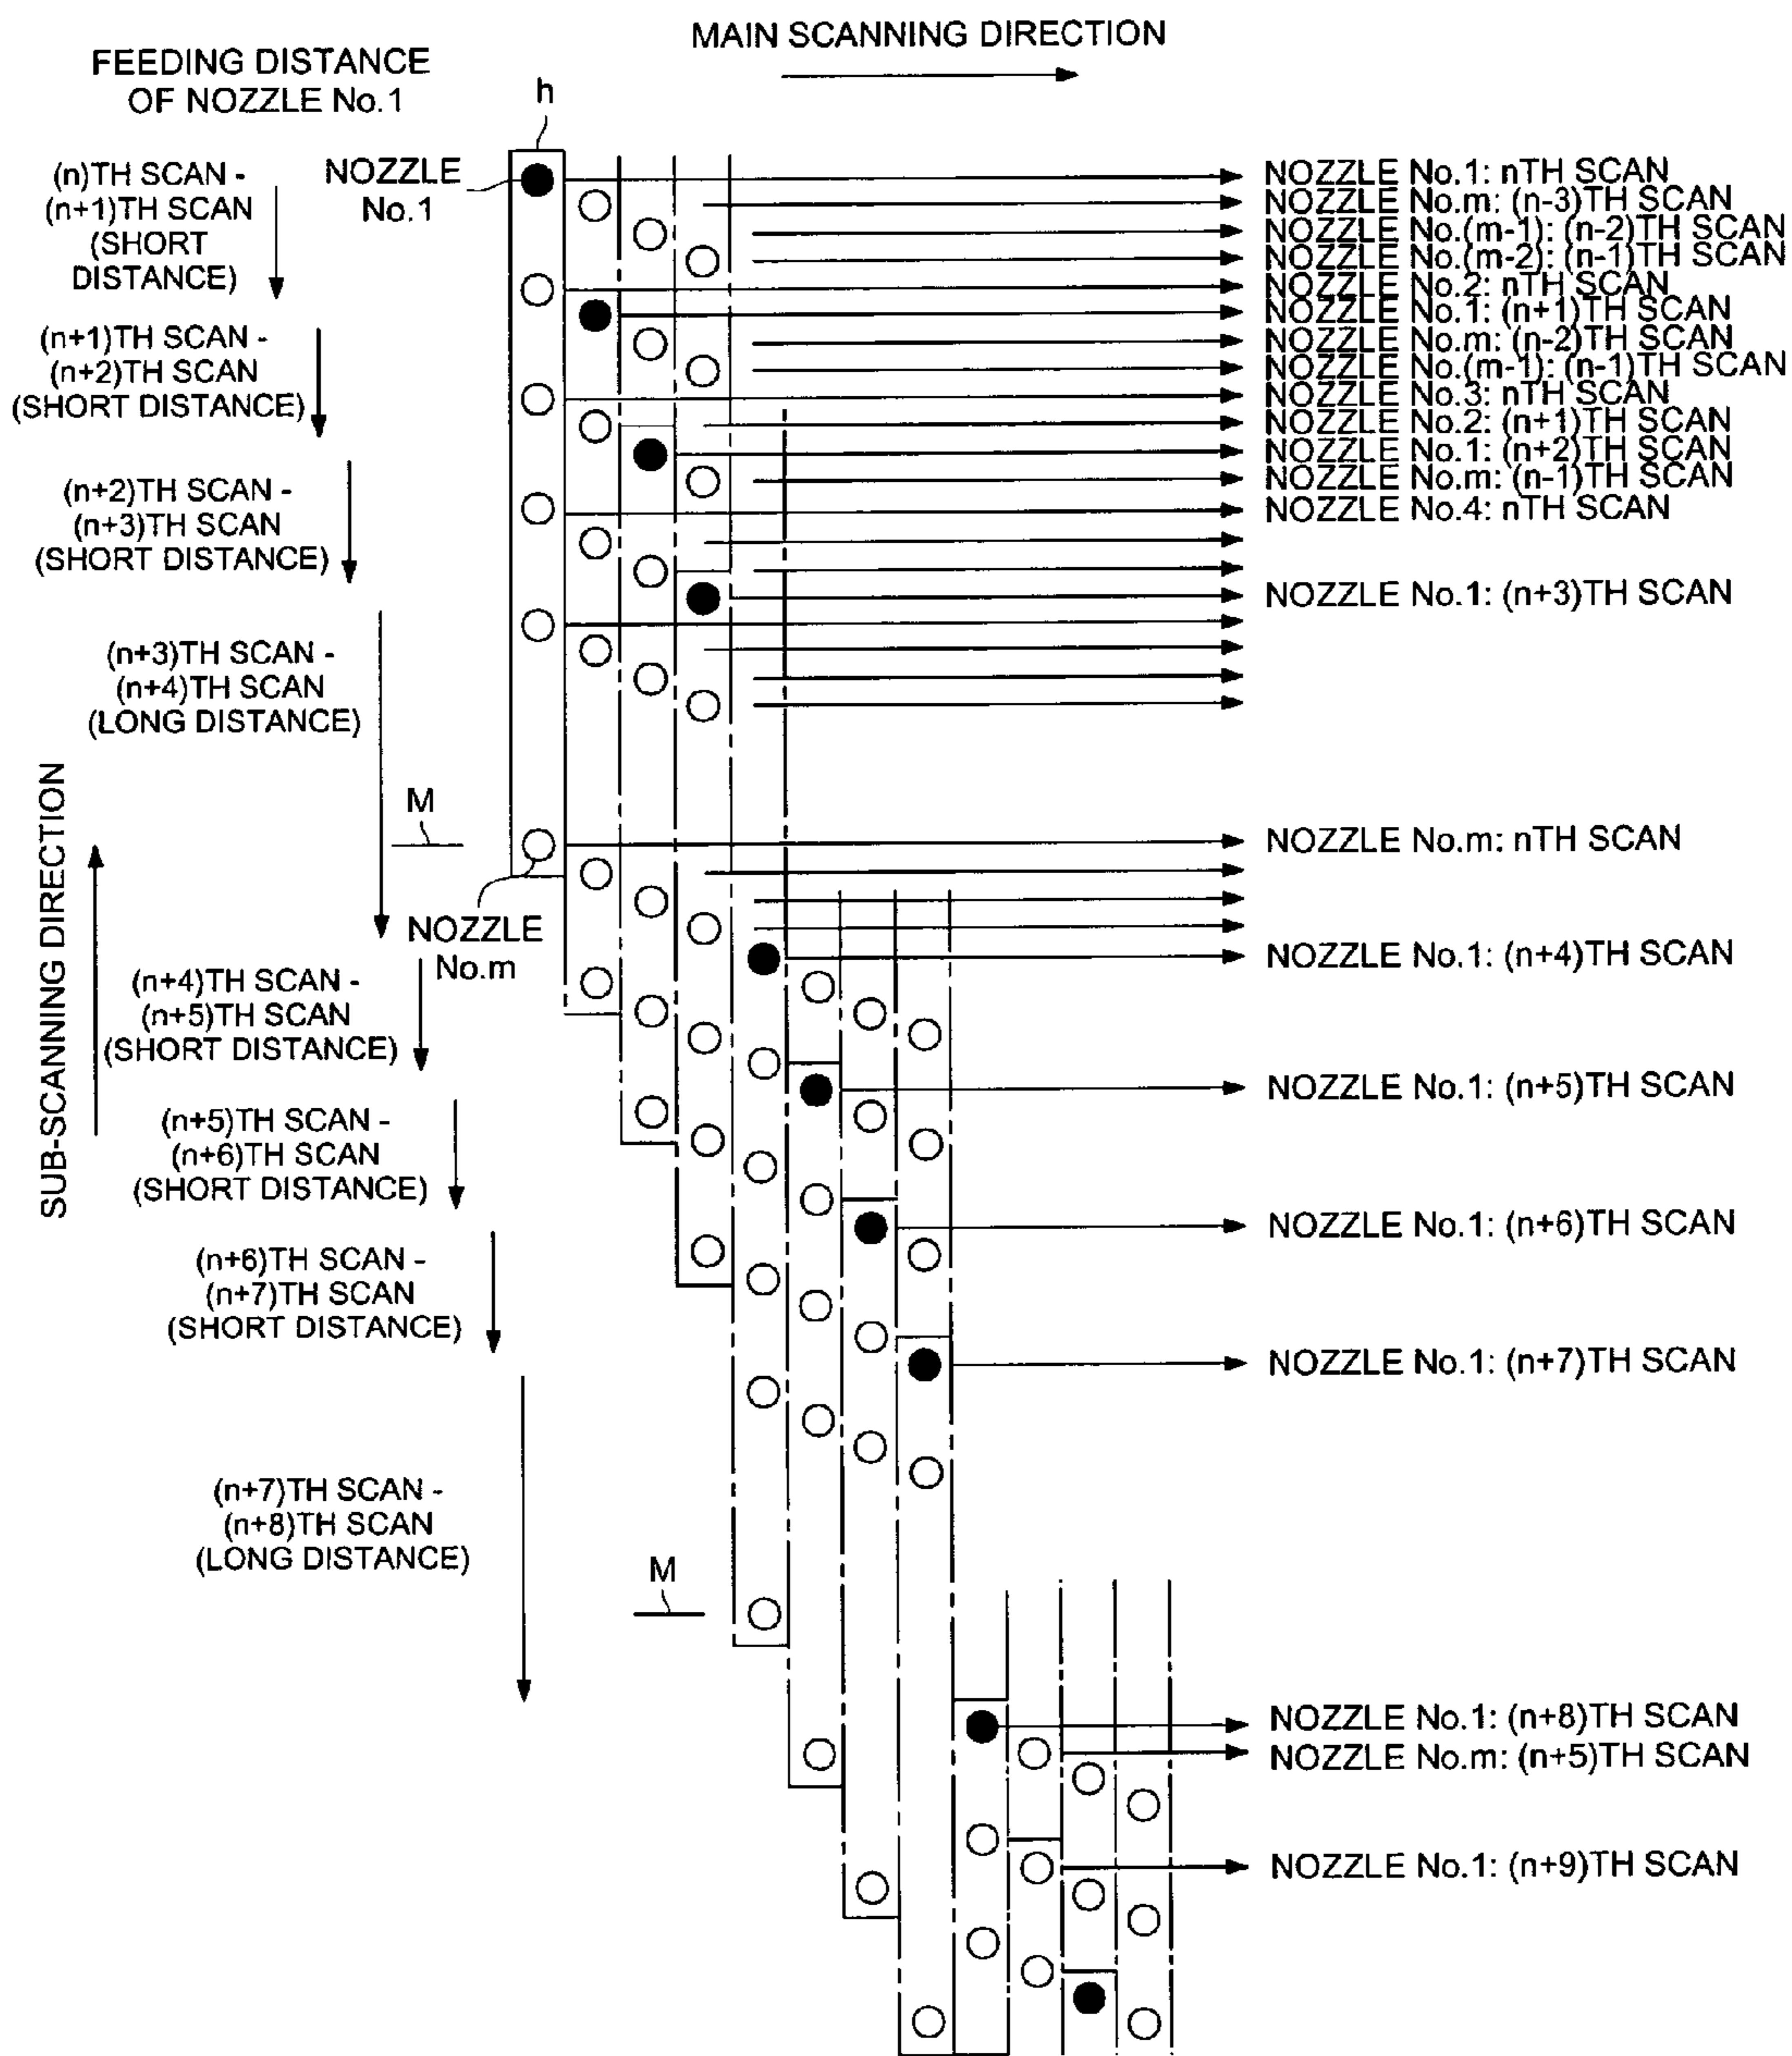 MAIN SCANNING DIRECTION
FEEDING DISTANCE
OF NOZZLE No.1
h
(n)TH SCAN -
(n+1)TH SCAN
(SHORT
DISTANCE)
NOZZLE
No.1
(n+1)TH SCAN -
(n+2)TH SCAN
(SHORT DISTANCE)
(n+2)TH SCAN -
(n+3)TH SCAN
(SHORT DISTANCE)
(n+3)TH SCAN -
(n+4)TH SCAN
(LONG DISTANCE)
M
NOZZLE
No.m
SUB-SCANNING DIRECTION
(n+4)TH SCAN -
(n+5)TH SCAN
(SHORT DISTANCE)
(n+5)TH SCAN -
(n+6)TH SCAN
(SHORT DISTANCE)
(n+6)TH SCAN -
(n+7)TH SCAN
(SHORT DISTANCE)
(n+7)TH SCAN -
(n+8)TH SCAN
(LONG DISTANCE)
M
NOZZLE No.1: nTH SCAN
NOZZLE No.m: (n-3)TH SCAN
NOZZLE No.(m-1): (n-2)TH SCAN
NOZZLE No.(m-2): (n-1)TH SCAN
NOZZLE No.2: nTH SCAN
NOZZLE No.1: (n+1)TH SCAN
NOZZLE No.m: (n-2)TH SCAN
NOZZLE No.(m-1): (n-1)TH SCAN
NOZZLE No.3: nTH SCAN
NOZZLE No.2: (n+1)TH SCAN
NOZZLE No.1: (n+2)TH SCAN
NOZZLE No.m: (n-1)TH SCAN
NOZZLE No.4: nTH SCAN
NOZZLE No.1: (n+3)TH SCAN
NOZZLE No.m: nTH SCAN
NOZZLE No.1: (n+4)TH SCAN
NOZZLE No.1: (n+5)TH SCAN
NOZZLE No.1: (n+6)TH SCAN
NOZZLE No.1: (n+7)TH SCAN
NOZZLE No.1: (n+8)TH SCAN
NOZZLE No.m: (n+5)TH SCAN
NOZZLE No.1: (n+9)TH SCAN